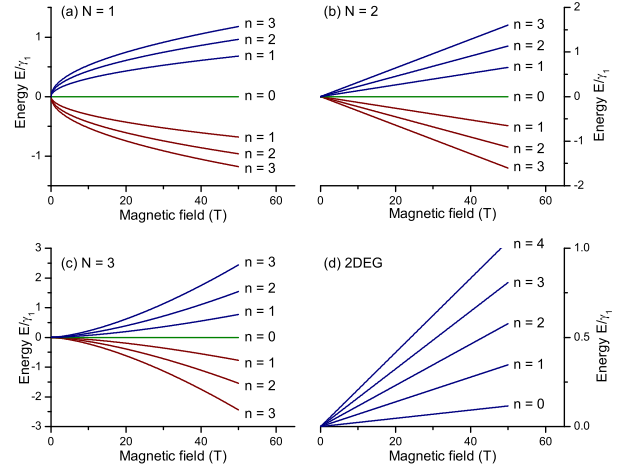 (a) N = 1
1
0
-1
Energy E/γ₁
n = 3
n = 2
n = 1
n = 0
n = 1
n = 2
n = 3
0 20 40 60
Magnetic field (T)
(b) N = 2
n = 3
n = 2
n = 1
n = 0
n = 1
n = 2
n = 3
2
1
0
-1
-2
Energy E/γ₁
0 20 40 60
Magnetic field (T)
(c) N = 3
3
2
1
0
-1
-2
-3
Energy E/γ₁
n = 3
n = 2
n = 1
n = 0
n = 1
n = 2
n = 3
0 20 40 60
Magnetic field (T)
(d) 2DEG
n = 4
n = 3
n = 2
n = 1
n = 0
1.0
0.5
0.0
Energy E/γ₁
0 20 40 60
Magnetic field (T)